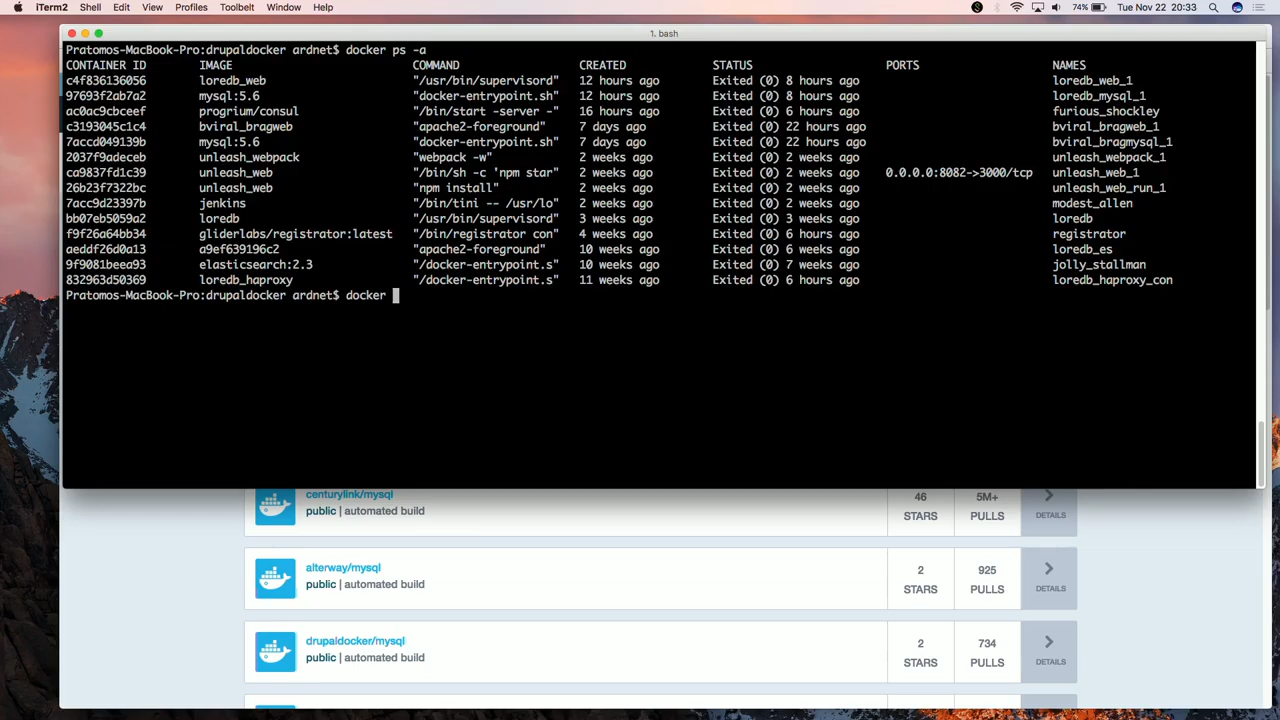 iTerm2 Shell Edit View Profiles Toolbelt Window Help 74% Tue Nov 22 20:33
1. bash
Pratomos-MacBook-Pro:drupaldocker ardnet$ docker ps -a
CONTAINER ID IMAGE COMMAND CREATED STATUS PORTS NAMES
c4f836136056 loredb_web "/usr/bin/supervisord" 12 hours ago Exited (0) 8 hours ago loredb_web_1
97693f2ab7a2 mysql:5.6 "docker-entrypoint.sh" 12 hours ago Exited (0) 8 hours ago loredb_mysql_1
ac0ac9cbceef progrium/consul "/bin/start -server -" 16 hours ago Exited (0) 6 hours ago furious_shockley
c3193045c1c4 bviral_bragweb "apache2-foreground" 7 days ago Exited (0) 22 hours ago bviral_bragweb_1
7accd049139b mysql:5.6 "docker-entrypoint.sh" 7 days ago Exited (0) 22 hours ago bviral_bragmysql_1
2037f9adeceb unleash_webpack "webpack -w" 2 weeks ago Exited (0) 2 weeks ago unleash_webpack_1
ca9837fd1c39 unleash_web "/bin/sh -c 'npm star" 2 weeks ago Exited (0) 2 weeks ago 0.0.0.0:8082->3000/tcp unleash_web_1
26b23f7322bc unleash_web "npm install" 2 weeks ago Exited (0) 2 weeks ago unleash_web_run_1
7acc9d23397b jenkins "/bin/tini -- /usr/lo" 2 weeks ago Exited (0) 2 weeks ago modest_allen
bb07eb5059a2 loredb "/usr/bin/supervisord" 3 weeks ago Exited (0) 3 weeks ago loredb
f9f26a64bb34 gliderlabs/registrator:latest "/bin/registrator con" 4 weeks ago Exited (0) 6 hours ago registrator
aeddf26d0a13 a9ef639196c2 "apache2-foreground" 10 weeks ago Exited (0) 6 weeks ago loredb_es
9f9081beea93 elasticsearch:2.3 "/docker-entrypoint.s" 10 weeks ago Exited (0) 7 weeks ago jolly_stallman
832963d50369 loredb_haproxy "/docker-entrypoint.s" 11 weeks ago Exited (0) 6 hours ago loredb_haproxy_con
Pratomos-MacBook-Pro:drupaldocker ardnet$ docker
centurylink/mysql
public | automated build
46 STARS
5M+ PULLS
DETAILS
alterway/mysql
public | automated build
2 STARS
925 PULLS
DETAILS
drupaldocker/mysql
public | automated build
2 STARS
734 PULLS
DETAILS